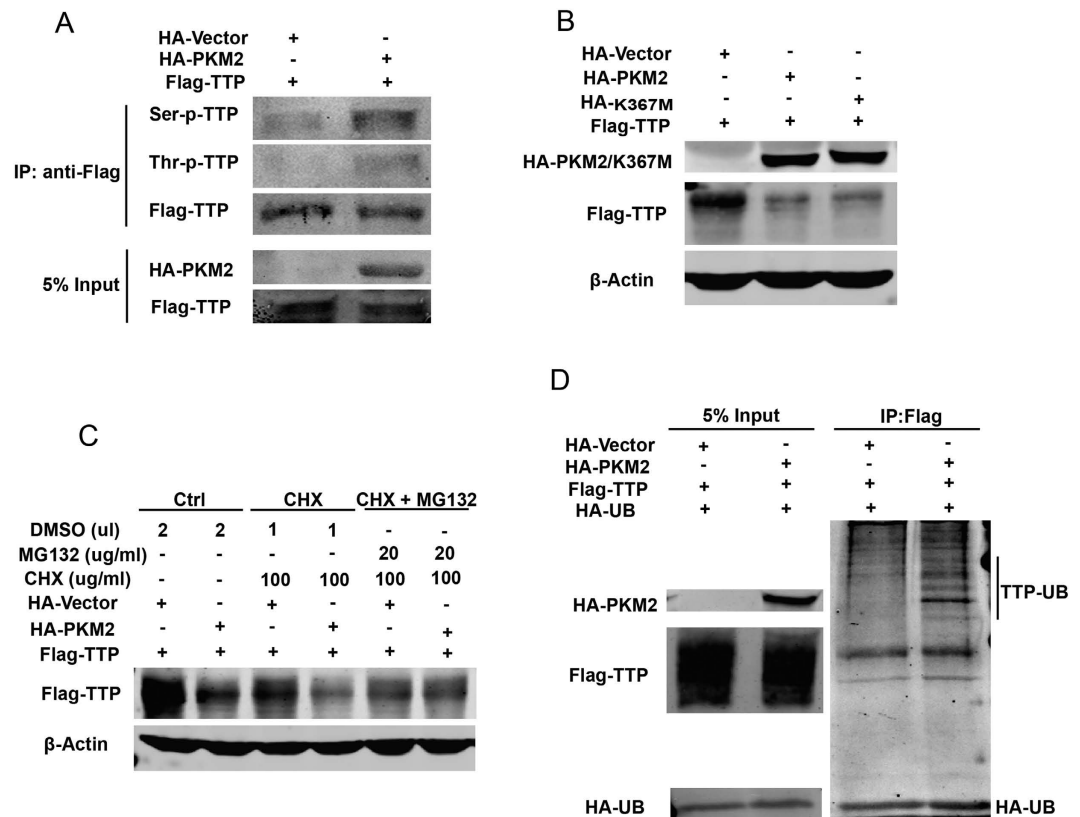 A
HA-Vector + -
HA-PKM2 - +
Flag-TTP + +
Ser-p-TTP
Thr-p-TTP
IP: anti-Flag
Flag-TTP
HA-PKM2
5% Input
Flag-TTP
B
HA-Vector + - -
HA-PKM2 - + -
HA-K367M - - +
Flag-TTP + + +
HA-PKM2/K367M
Flag-TTP
β-Actin
C
Ctrl CHX CHX + MG132
DMSO (ul) 2 2 1 1 - -
MG132 (ug/ml) - - - - 20 20
CHX (ug/ml) - - 100 100 100 100
HA-Vector + - + - + -
HA-PKM2 - + - + - +
Flag-TTP + + + + + +
Flag-TTP
β-Actin
D
5% Input IP:Flag
HA-Vector + - + -
HA-PKM2 - + - +
Flag-TTP + + + +
HA-UB + + + +
TTP-UB
HA-PKM2
Flag-TTP
HA-UB HA-UB